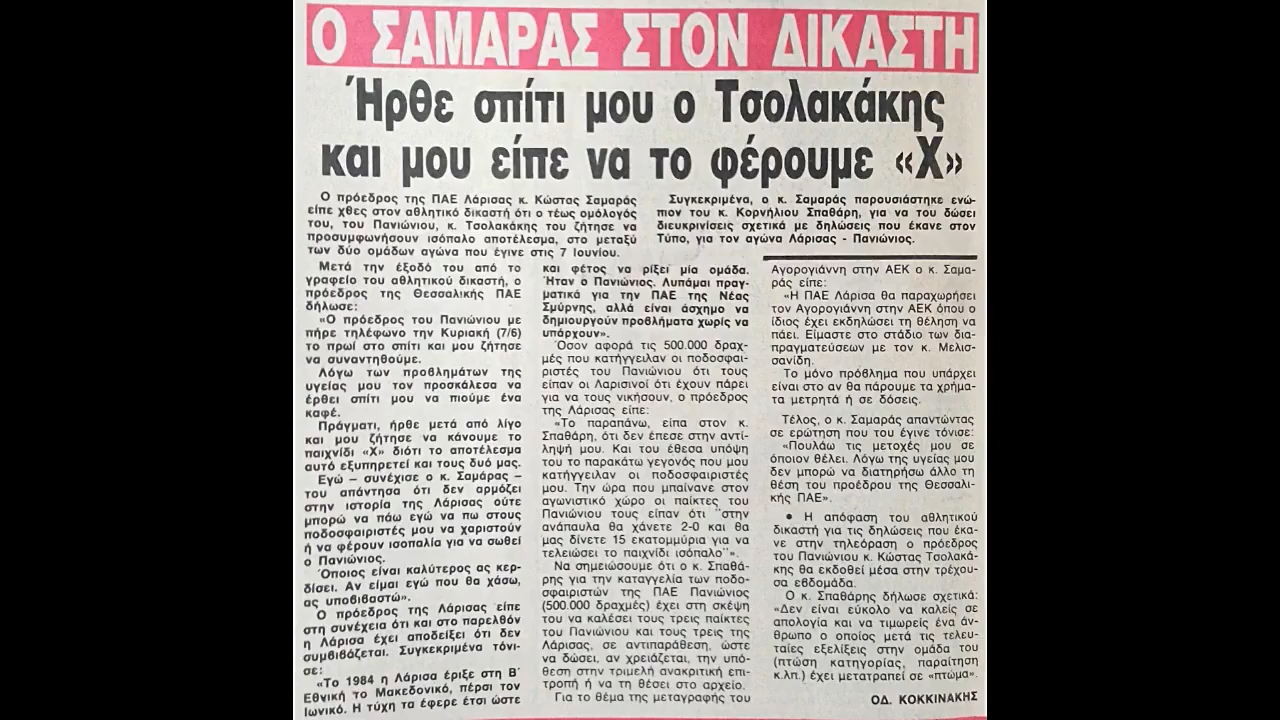 Ο ΣΑΜΑΡΑΣ ΣΤΟΝ ΔΙΚΑΣΤΗ
Ήρθε σπίτι μου ο Τσολακάκης
και μου είπε να το φέρουμε «Χ»
Ο πρόεδρος της ΠΑΕ Λάρισας κ. Κώστας Σαμαράς
είπε χθες στον αθλητικό δικαστή ότι ο τέως ομόλογός
του, του Πανιώνιου, κ. Τσολακάκης του ζήτησε να
προσυμφωνήσουν ισόπαλο αποτέλεσμα, στο μεταξύ
των δύο ομάδων αγώνα που έγινε στις 7 Ιουνίου.
Συγκεκριμένα, ο κ. Σαμαράς παρουσιάστηκε ενώ-
πιον του κ. Κορνήλιου Σπαθάρη, για να του δώσει
διευκρινίσεις σχετικά με δηλώσεις που έκανε στον
Τύπο, για τον αγώνα Λάρισας - Πανιώνιος.
Μετά την έξοδό του από το
γραφείο του αθλητικού δικαστή, ο
πρόεδρος της Θεσσαλικής ΠΑΕ
δήλωσε:
«Ο πρόεδρος του Πανιωνίου με
πήρε τηλέφωνο την Κυριακή (7/6)
το πρωί στο σπίτι και μου ζήτησε
να συναντηθούμε.
Λόγω των προβλημάτων της
υγείας μου τον προσκάλεσα να
έρθει σπίτι μου να πιούμε ένα
καφέ.
Πράγματι, ήρθε μετά από λίγο
και μου ζήτησε να κάνουμε το
παιχνίδι «Χ» διότι το αποτέλεσμα
αυτό εξυπηρετεί και τους δυό μας.
Εγώ – συνέχισε ο κ. Σαμάρας –
του απάντησα ότι δεν αρμόζει
στην ιστορία της Λάρισας ούτε
μπορώ να πάω εγώ να πω στους
ποδοσφαιριστές μου να χαριστούν
ή να φέρουν ισοπαλία για να σωθεί
ο Πανιώνιος.
Όποιος είναι καλύτερος ας κερ-
δίσει. Αν είμαι εγώ που θα χάσω,
ας υποβιβαστώ».
Ο πρόεδρος της Λάρισας είπε
στη συνέχεια ότι και στο παρελθόν
η Λάρισα έχει αποδείξει ότι δεν
συμβιβάζεται. Συγκεκριμένα τόνι-
σε:
«Το 1984 η Λάρισα έριξε στη Β΄
Εθνική το Μακεδονικό, πέρσι τον
Ιωνικό. Η τύχη τα έφερε έτσι ώστε
και φέτος να ρίξει μία ομάδα.
Ήταν ο Πανιώνιος. Λυπάμαι πραγ-
ματικά για την ΠΑΕ της Νέας
Σμύρνης, αλλά είναι άσχημο να
δημιουργούν προβλήματα χωρίς να
υπάρχουν».
Όσον αφορά τις 500.000 δραχ-
μές που κατήγγειλαν οι ποδοσφαι-
ριστές του Πανιώνιου ότι τους
είπαν οι Λαρισινοί ότι έχουν πάρει
για να τους νικήσουν, ο πρόεδρος
της Λάρισας είπε:
«Το παραπάνω, είπα στον κ.
Σπαθάρη, ότι δεν έπεσε στην αντί-
ληψή μου. Και του έθεσα υπόψη
του το παρακάτω γεγονός που μου
κατήγγειλαν οι ποδοσφαιριστές
μου. Την ώρα που μπαίνανε στον
αγωνιστικό χώρο οι παίκτες του
Πανιώνιου τους είπαν ότι "στην
ανάπαυλα θα χάνετε 2-0 και θα
μας δίνετε 15 εκατομμύρια για να
τελειώσει το παιχνίδι ισόπαλο"».
Να σημειώσουμε ότι ο κ. Σπαθά-
ρης για την καταγγελία των ποδο-
σφαιριστών της ΠΑΕ Πανιώνιος
(500.000 δραχμές) έχει στη σκέψη
του να καλέσει τους τρεις παίκτες
του Πανιώνιου και τους τρεις της
Λάρισας, σε αντιπαράθεση, ώστε
να δώσει, αν χρειάζεται, την υπό-
θεση στην τριμελή ανακριτική επι-
τροπή ή να τη θέσει στο αρχείο.
Για το θέμα της μεταγραφής του
Αγορογιάννη στην ΑΕΚ ο κ. Σαμα-
ράς είπε:
«Η ΠΑΕ Λάρισα θα παραχωρήσει
τον Αγορογιάννη στην ΑΕΚ όπου ο
ίδιος έχει εκδηλώσει τη θέληση να
πάει. Είμαστε στο στάδιο των δια-
πραγματεύσεων με τον κ. Μελισ-
σανίδη.
Το μόνο πρόβλημα που υπάρχει
είναι στο αν θα πάρουμε τα χρήμα-
τα μετρητά ή σε δόσεις.
Τέλος, ο κ. Σαμαράς απαντώντας
σε ερώτηση που του έγινε τόνισε:
«Πουλάω τις μετοχές μου σε
όποιον θέλει. Λόγω της υγείας μου
δεν μπορώ να διατηρήσω άλλο τη
θέση του προέδρου της Θεσσαλι-
κής ΠΑΕ».
● Η απόφαση του αθλητικού
δικαστή για τις δηλώσεις που έκα-
νε στην τηλεόραση ο πρόεδρος
του Πανιώνιου κ. Κώστας Τσολακά-
κης θα εκδοθεί μέσα στην τρέχου-
σα εβδομάδα.
Ο κ. Σπαθάρης δήλωσε σχετικά:
«Δεν είναι εύκολο να καλείς σε
απολογία και να τιμωρείς ένα άν-
θρωπο ο οποίος μετά τις τελευ-
ταίες εξελίξεις στην ομάδα του
(πτώση κατηγορίας, παραίτηση
κ.λπ.) έχει μετατραπεί σε «πτώμα».
ΟΔ. ΚΟΚΚΙΝΑΚΗΣ